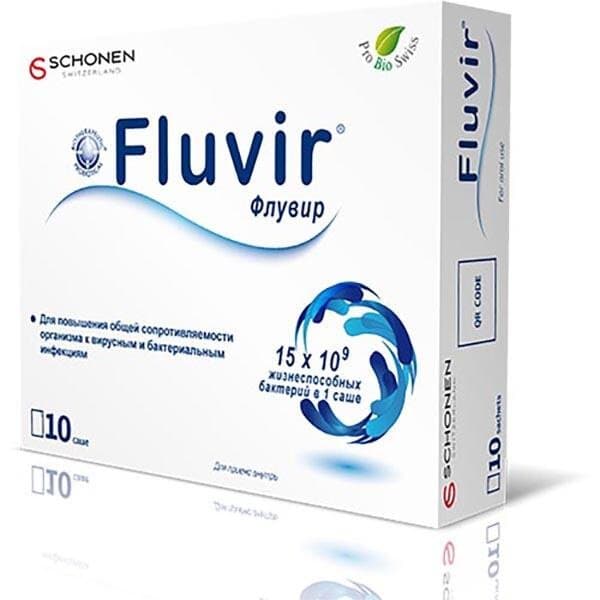 SCHONEN
SWITZERLAND
Pro Bio Swiss
Fluvir®
Флувир
Для повышения общей сопротивляемости
организма к вирусным и бактериальным
инфекциям
15 x 10⁹
жизнеспособных
бактерий в 1 саше
10 саше
Для приема внутрь
Fluvir®
For oral use
QR CODE
SCHONEN
SWITZERLAND
10 sachets